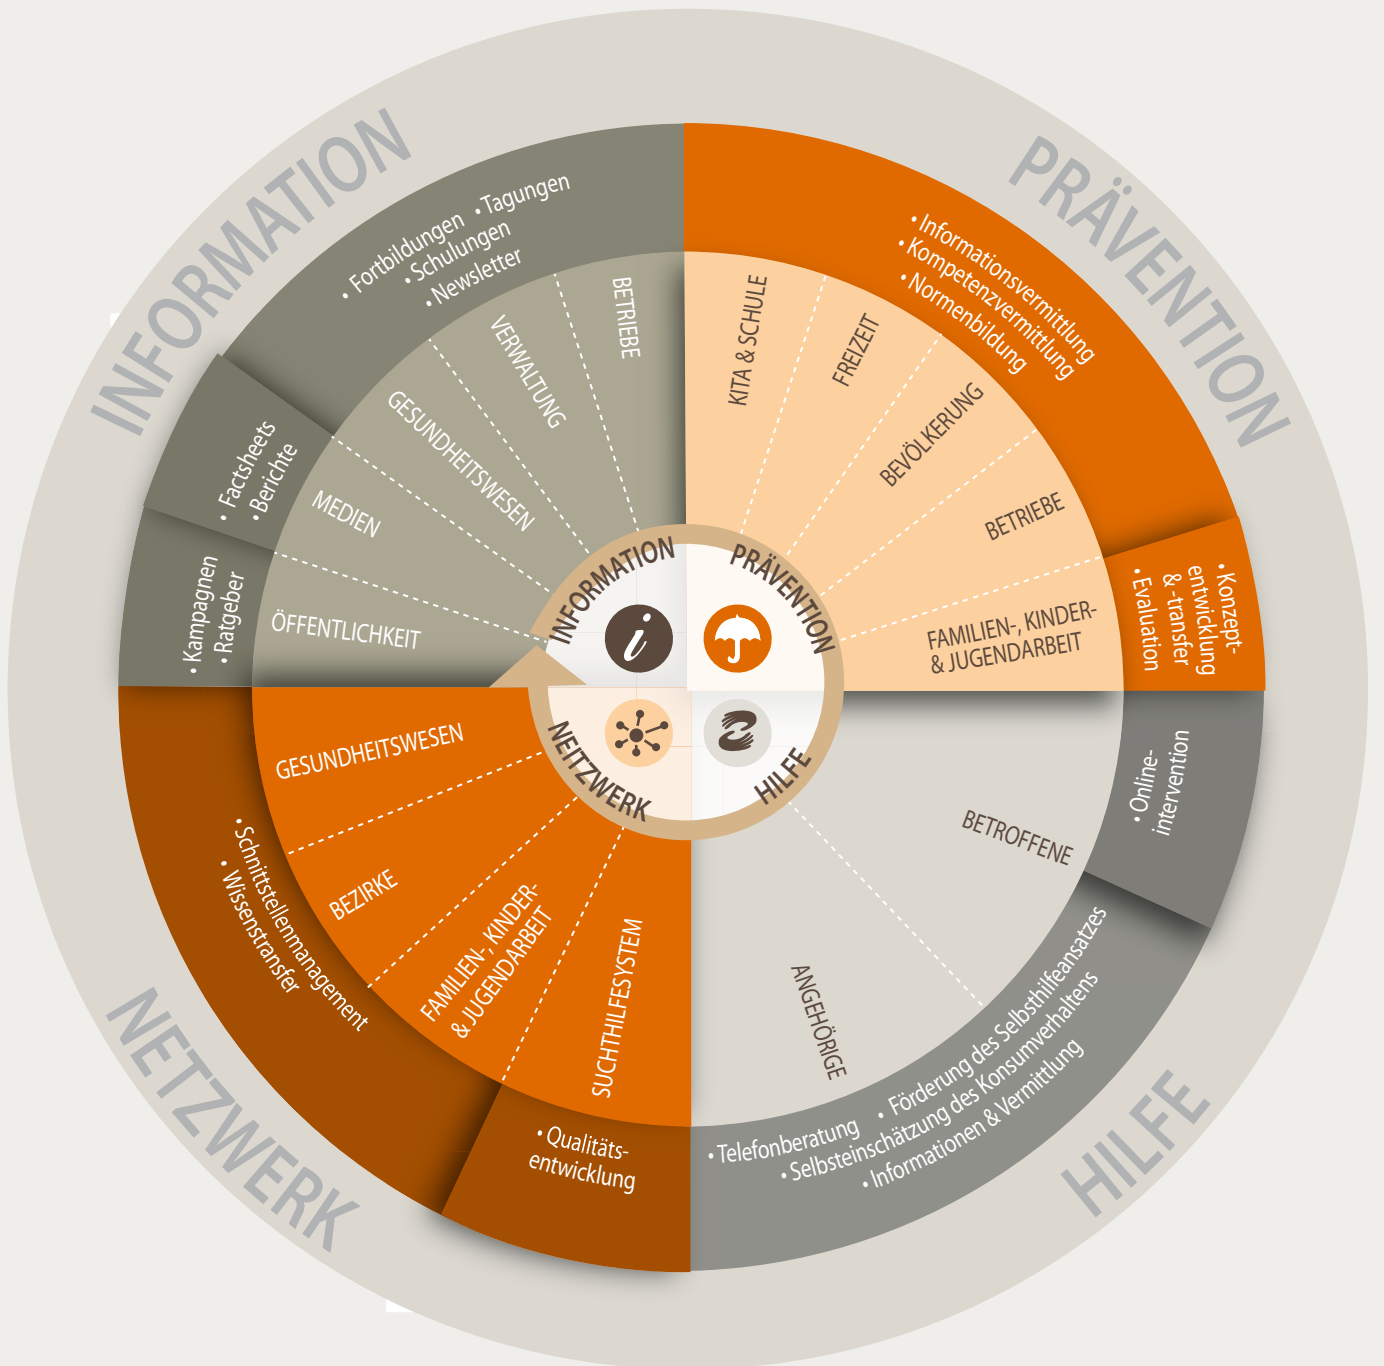 INFORMATION
• Fortbildungen • Tagungen
• Schulungen
• Newsletter
• Factsheets
• Berichte
• Kampagnen
• Ratgeber
BETRIEBE
VERWALTUNG
GESUNDHEITSWESEN
MEDIEN
ÖFFENTLICHKEIT
PRÄVENTION
• Informationsvermittlung
• Kompetenzvermittlung
• Normenbildung
• Konzept-
entwicklung
& -transfer
• Evaluation
KITA & SCHULE
FREIZEIT
BEVÖLKERUNG
BETRIEBE
FAMILIEN-, KINDER-
& JUGENDARBEIT
INFORMATION
PRÄVENTION
i
NETZWERK
HILFE
GESUNDHEITSWESEN
BEZIRKE
FAMILIEN-, KINDER-
& JUGENDARBEIT
SUCHTHILFESYSTEM
• Schnittstellenmanagement
• Wissenstransfer
• Qualitäts-
entwicklung
NETZWERK
BETROFFENE
ANGEHÖRIGE
• Online-
intervention
• Telefonberatung • Förderung des Selbsthilfeansatzes
• Selbsteinschätzung des Konsumverhaltens
• Informationen & Vermittlung
HILFE